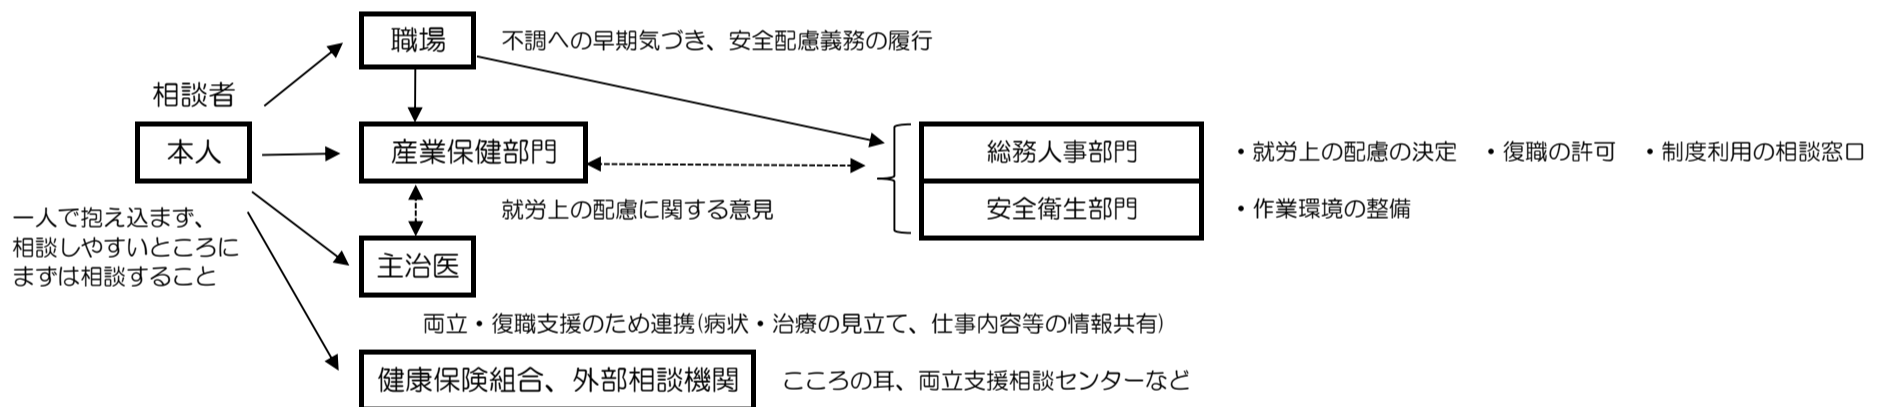 職場
不調への早期気づき、安全配慮義務の履行
相談者
本人
産業保健部門
総務人事部門
・就労上の配慮の決定 ・復職の許可 ・制度利用の相談窓口
一人で抱え込まず、
相談しやすいところに
まずは相談すること
就労上の配慮に関する意見
安全衛生部門
・作業環境の整備
主治医
両立・復職支援のため連携(病状・治療の見立て、仕事内容等の情報共有)
健康保険組合、外部相談機関
こころの耳、両立支援相談センターなど